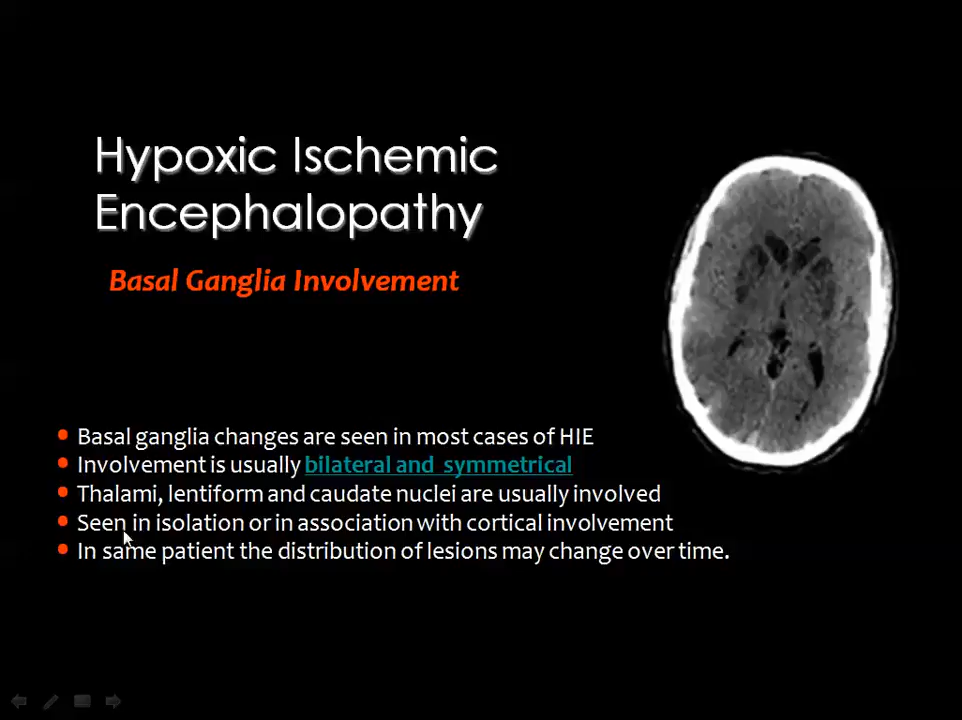 Hypoxic Ischemic
Encephalopathy
Basal Ganglia Involvement
• Basal ganglia changes are seen in most cases of HIE
• Involvement is usually bilateral and symmetrical
• Thalami, lentiform and caudate nuclei are usually involved
• Seen in isolation or in association with cortical involvement
• In same patient the distribution of lesions may change over time.